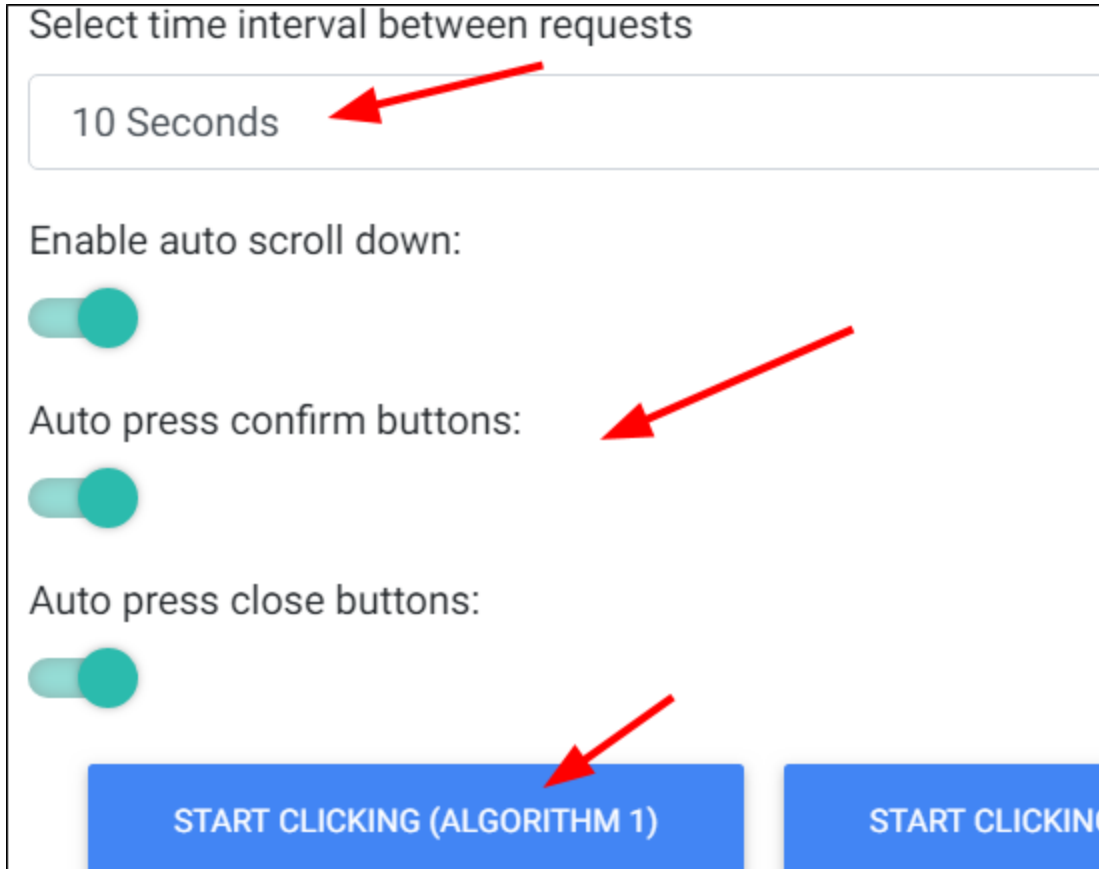 Select time interval between requests
10 Seconds
Enable auto scroll down:
Auto press confirm buttons:
Auto press close buttons:
START CLICKING (ALGORITHM 1)
START CLICKING